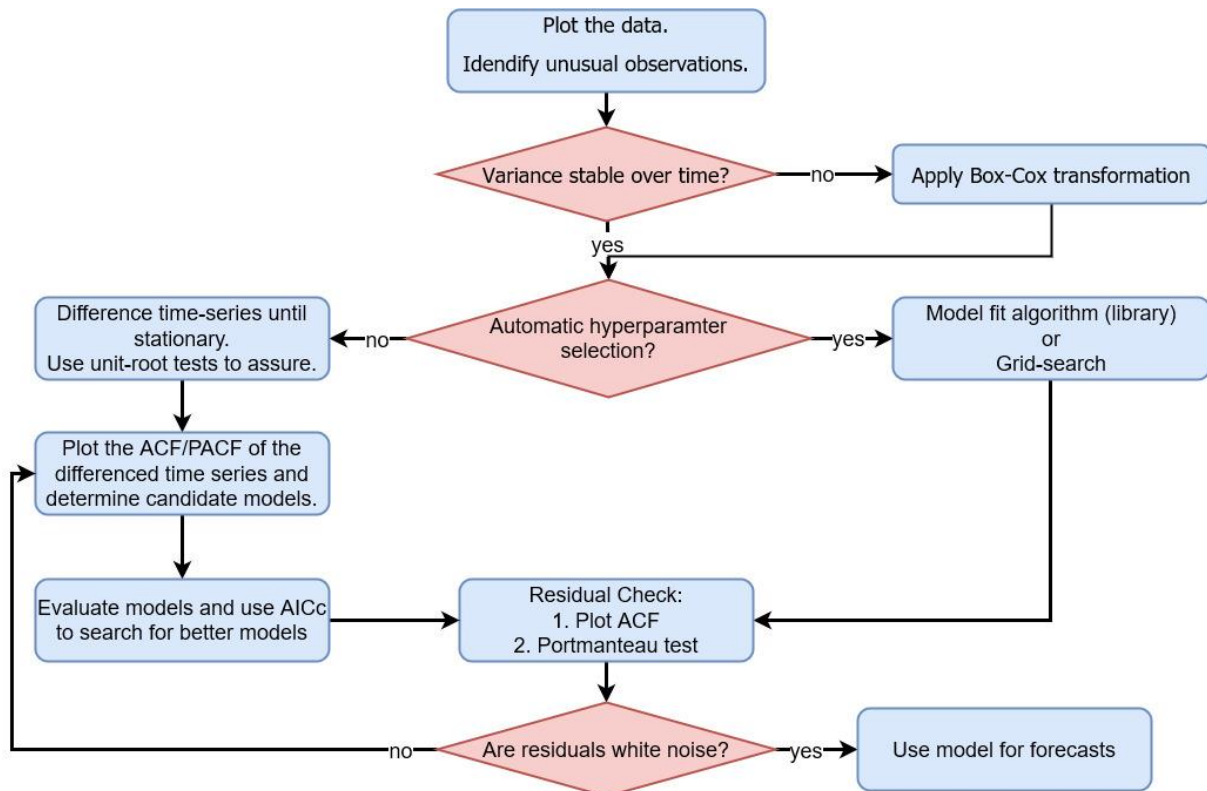 Plot the data.
Idendify unusual observations.
Variance stable over time?
no
Apply Box-Cox transformation
yes
Difference time-series until
stationary.
Use unit-root tests to assure.
no
Automatic hyperparamter
selection?
yes
Model fit algorithm (library)
or
Grid-search
Plot the ACF/PACF of the
differenced time series and
determine candidate models.
Evaluate models and use AICc
to search for better models
Residual Check:
1. Plot ACF
2. Portmanteau test
no
Are residuals white noise?
yes
Use model for forecasts